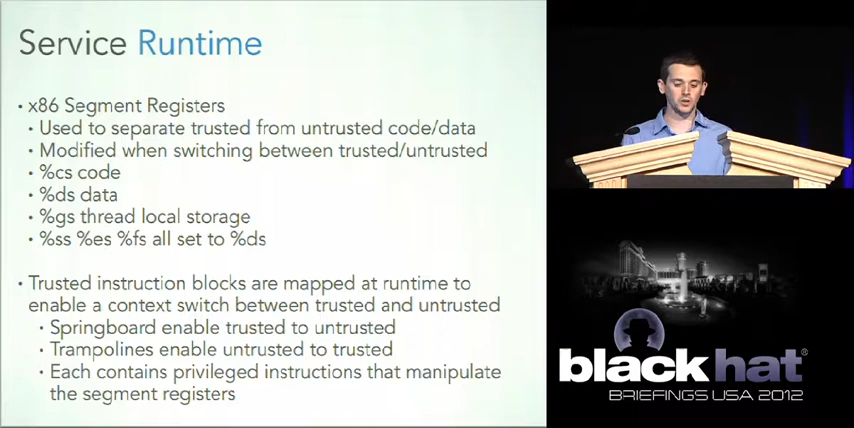 Service Runtime
• x86 Segment Registers
• Used to separate trusted from untrusted code/data
• Modified when switching between trusted/untrusted
• %cs code
• %ds data
• %gs thread local storage
• %ss %es %fs all set to %ds
• Trusted instruction blocks are mapped at runtime to
enable a context switch between trusted and untrusted
• Springboard enable trusted to untrusted
• Trampolines enable untrusted to trusted
• Each contains privileged instructions that manipulate
the segment registers
blackhat®
BRIEFINGS USA 2012